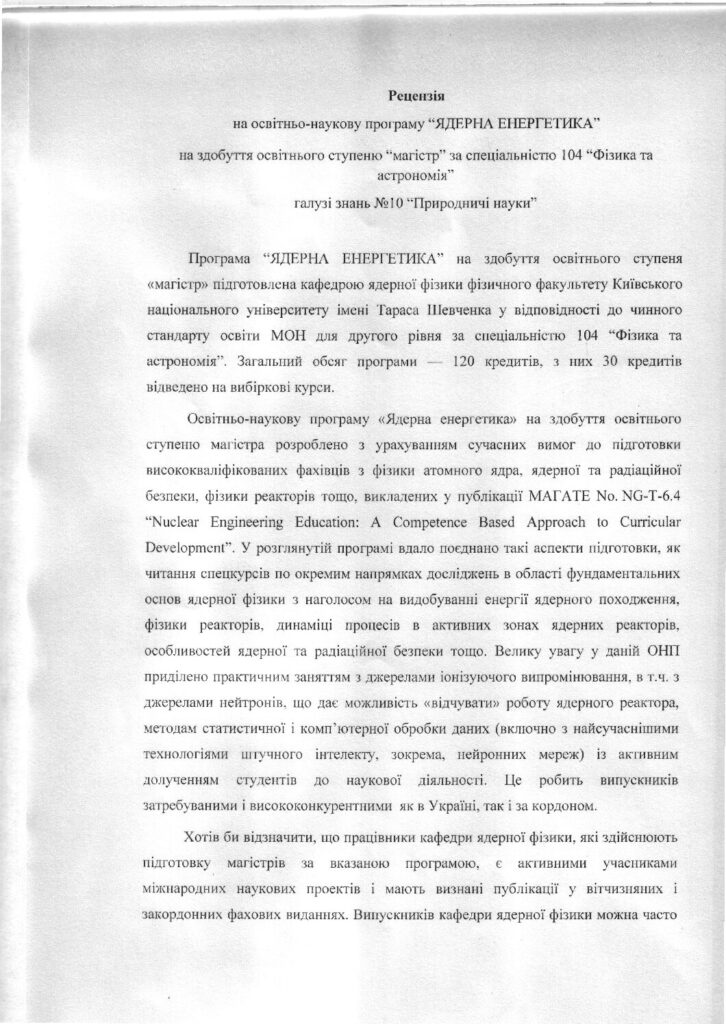 Рецензія
на освітньо-наукову програму “ЯДЕРНА ЕНЕРГЕТИКА”
на здобуття освітнього ступеню “магістр” за спеціальністю 104 “Фізика та
астрономія”
галузі знань №10 “Природничі науки”
Програма “ЯДЕРНА ЕНЕРГЕТИКА” на здобуття освітнього ступеня
«магістр» підготовлена кафедрою ядерної фізики фізичного факультету Київського
національного університету імені Тараса Шевченка у відповідності до чинного
стандарту освіти МОН для другого рівня за спеціальністю 104 “Фізика та
астрономія”. Загальний обсяг програми — 120 кредитів, з них 30 кредитів
відведено на вибіркові курси.
Освітньо-наукову програму «Ядерна енергетика» на здобуття освітнього
ступеню магістра розроблено з урахуванням сучасних вимог до підготовки
висококваліфікованих фахівців з фізики атомного ядра, ядерної та радіаційної
безпеки, фізики реакторів тощо, викладених у публікації МАГАТЕ No. NG-T-6.4
“Nuclear Engineering Education: A Competence Based Approach to Curricular
Development”. У розглянутій програмі вдало поєднано такі аспекти підготовки, як
читання спецкурсів по окремим напрямках досліджень в області фундаментальних
основ ядерної фізики з наголосом на видобуванні енергії ядерного походження,
фізики реакторів, динаміці процесів в активних зонах ядерних реакторів,
особливостей ядерної та радіаційної безпеки тощо. Велику увагу у даній ОНП
приділено практичним заняттям з джерелами іонізуючого випромінювання, в т.ч. з
джерелами нейтронів, що дає можливість «відчувати» роботу ядерного реактора,
методам статистичної і комп’ютерної обробки даних (включно з найсучаснішими
технологіями штучного інтелекту, зокрема, нейронних мереж) із активним
долученням студентів до наукової діяльності. Це робить випускників
затребуваними і висококонкурентними як в Україні, так і за кордоном.
Хотів би відзначити, що працівники кафедри ядерної фізики, які здійснюють
підготовку магістрів за вказаною програмою, є активними учасниками
міжнародних наукових проектів і мають визнані публікації у вітчизняних і
закордонних фахових виданнях. Випускників кафедри ядерної фізики можна часто